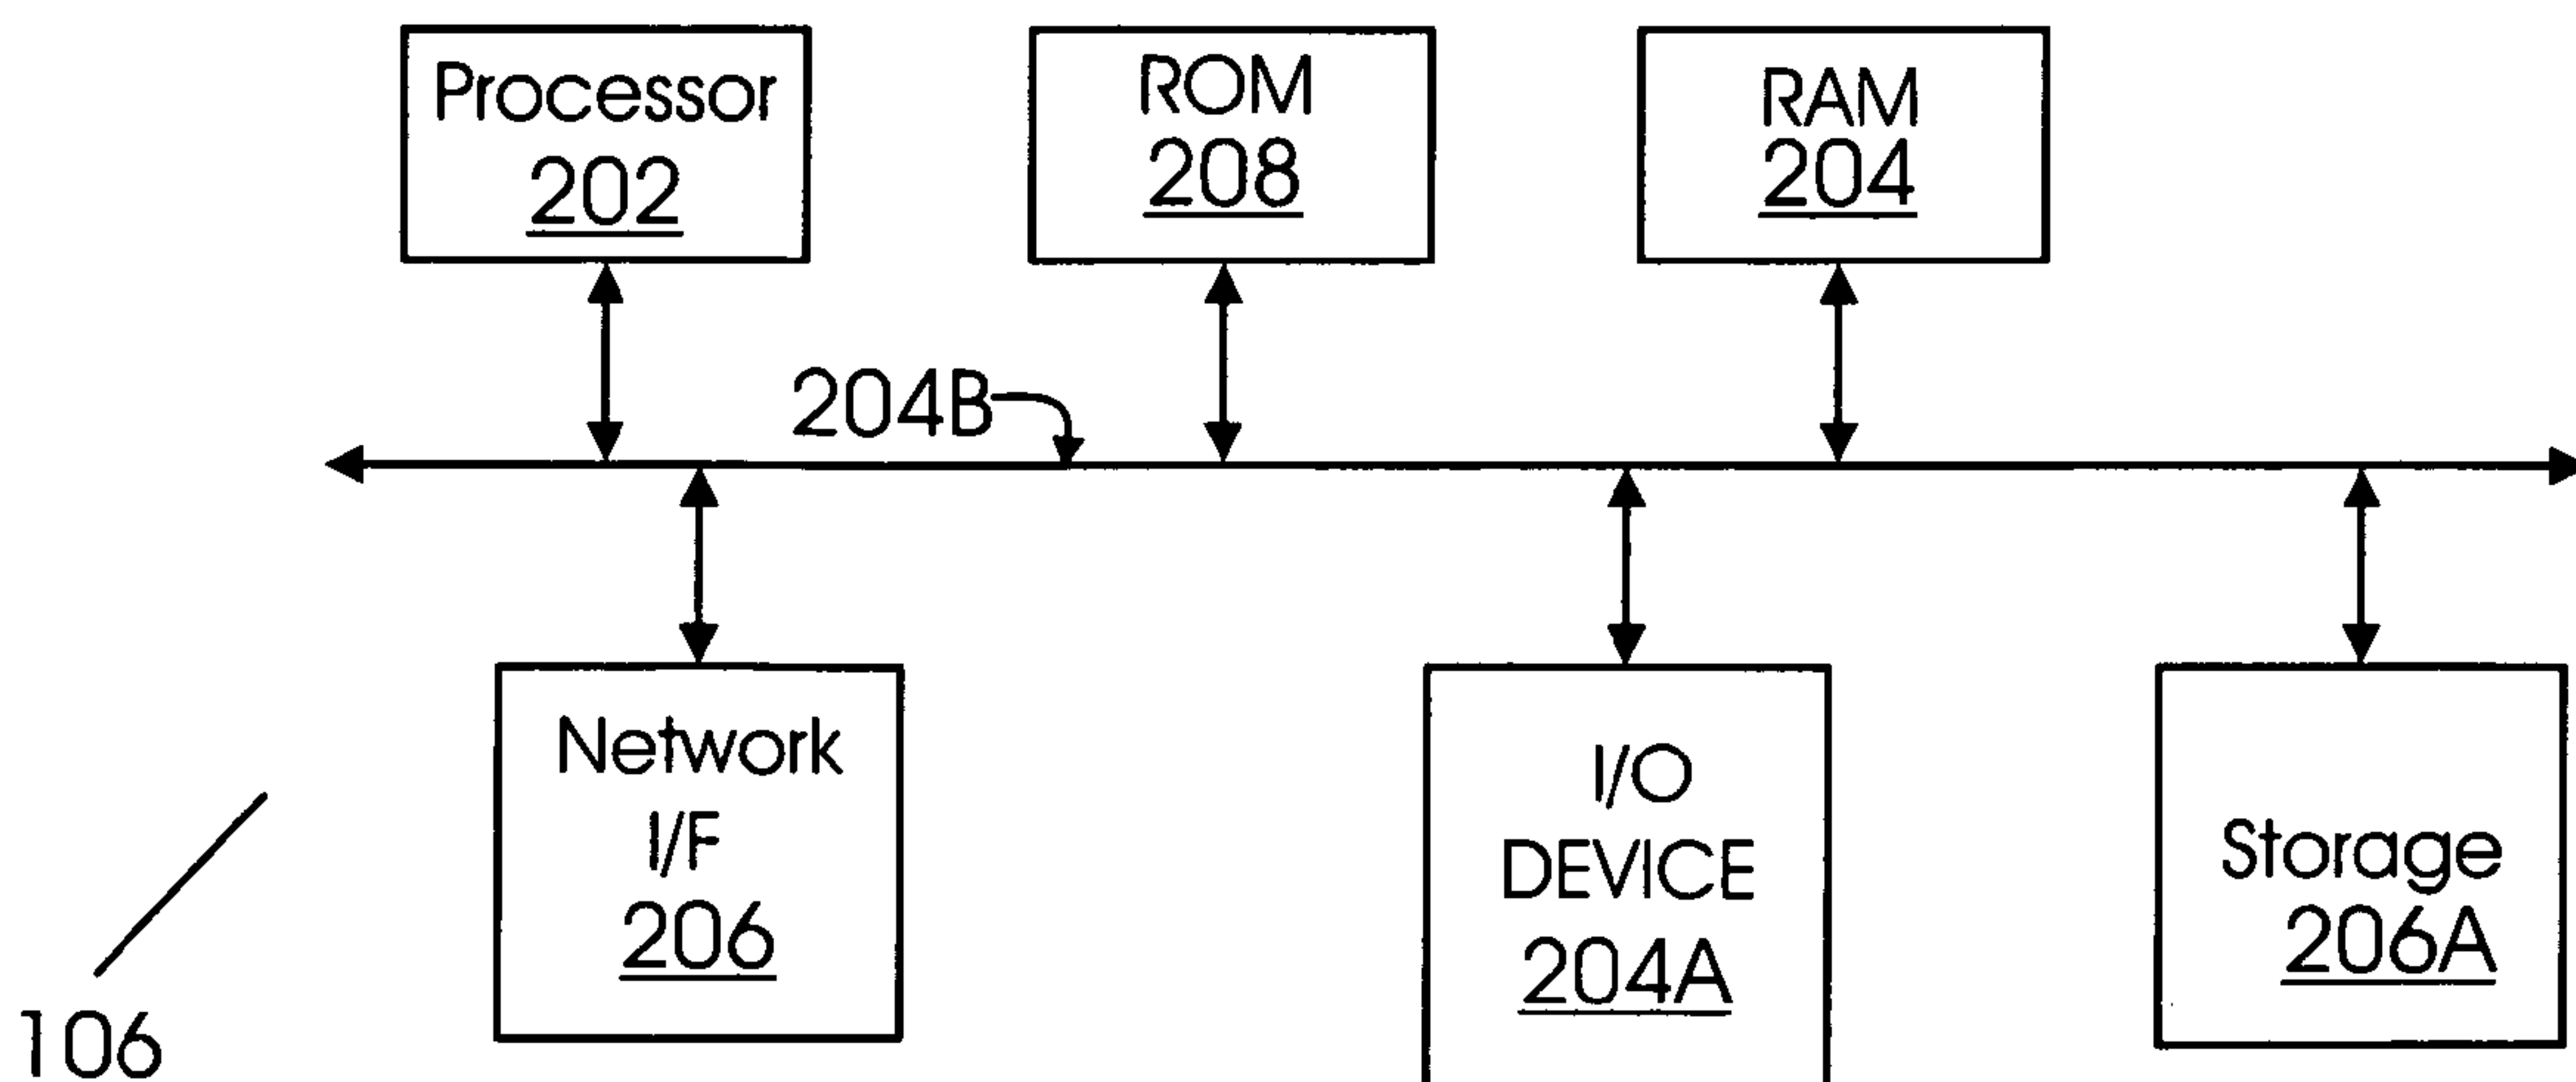 Processor
202
ROM
208
RAM
204
204B
Network
I/F
206
I/O
DEVICE
204A
Storage
206A
106